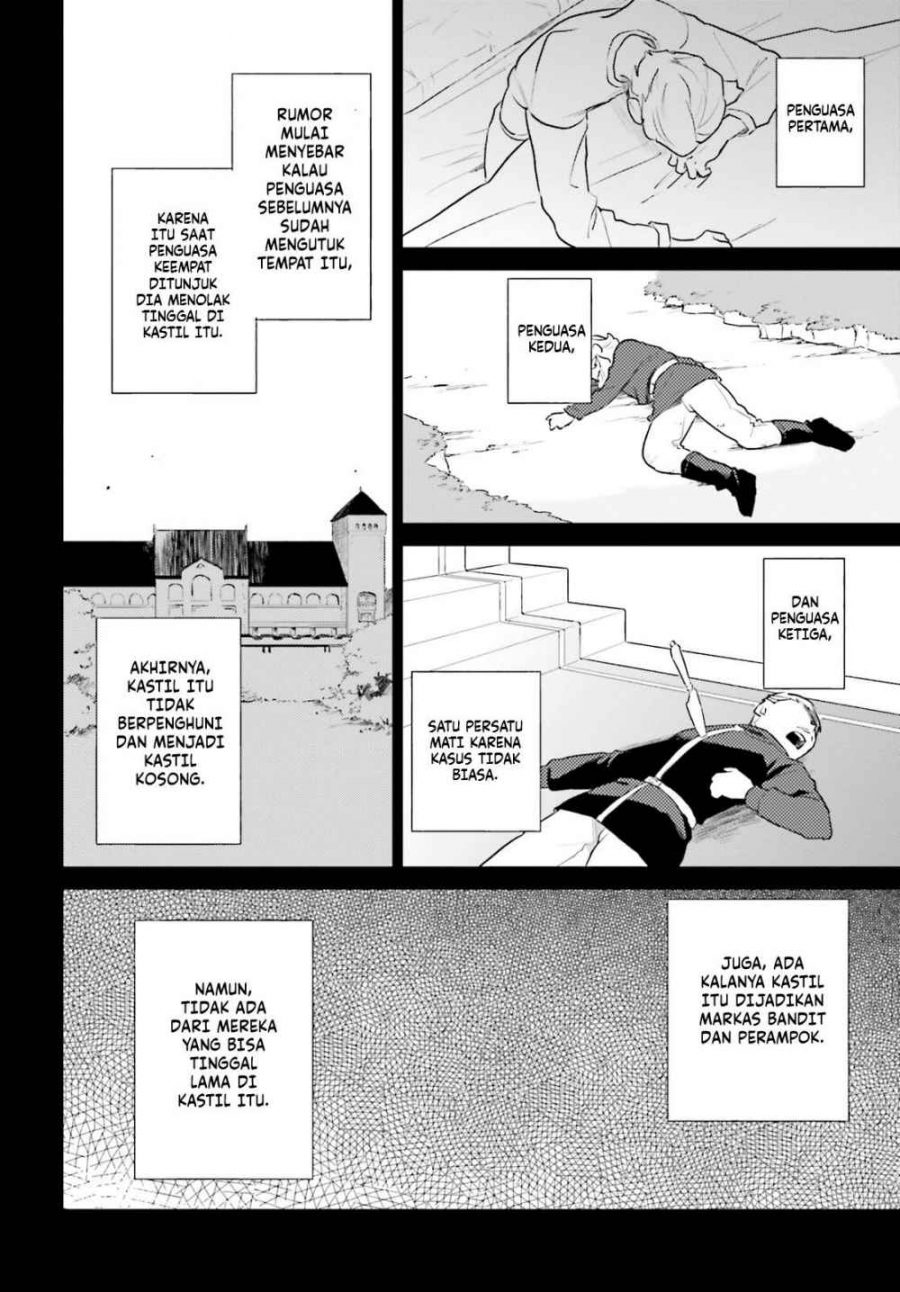 PENGUASA
PERTAMA,
PENGUASA
KEDUA,
DAN
PENGUASA
KETIGA,
SATU PERSATU
MATI KARENA
KASUS TIDAK
BIASA.
RUMOR
MULAI
MENYEBAR
KALAU
PENGUASA
SEBELUMNYA
SUDAH
MENGUTUK
TEMPAT ITU,
KARENA
ITU SAAT
PENGUASA
KEEMPAT
DITUNJUK
DIA MENOLAK
TINGGAL DI
KASTIL ITU.
AKHIRNYA,
KASTIL ITU
TIDAK
BERPENGHUNI
DAN MENJADI
KASTIL
KOSONG.
JUGA, ADA
KALANYA KASTIL
ITU DIJADIKAN
MARKAS BANDIT
DAN PERAMPOK.
NAMUN,
TIDAK ADA
DARI MEREKA
YANG BISA
TINGGAL
LAMA DI
KASTIL ITU.